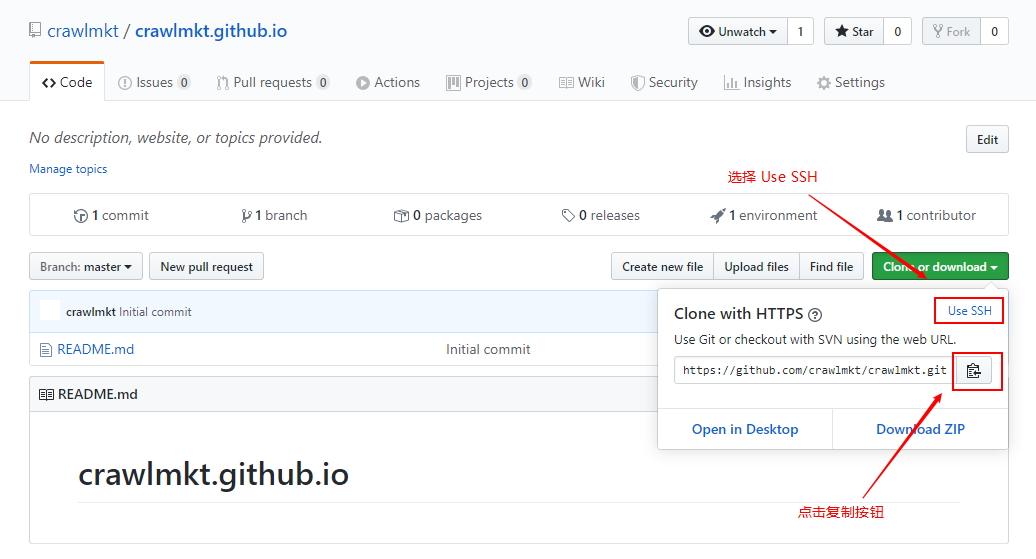 crawlmkt / crawlmkt.github.io
Unwatch 1
Star 0
Fork 0
Code
Issues 0
Pull requests 0
Actions
Projects 0
Wiki
Security
Insights
Settings
No description, website, or topics provided.
Edit
Manage topics
选择 Use SSH
1 commit
1 branch
0 packages
0 releases
1 environment
1 contributor
Branch: master
New pull request
Create new file
Upload files
Find file
Clone or download
crawlmkt Initial commit
README.md
Initial commit
Clone with HTTPS
Use SSH
Use Git or checkout with SVN using the web URL.
https://github.com/crawlmkt/crawlmkt.git
Open in Desktop
Download ZIP
README.md
crawlmkt.github.io
点击复制按钮